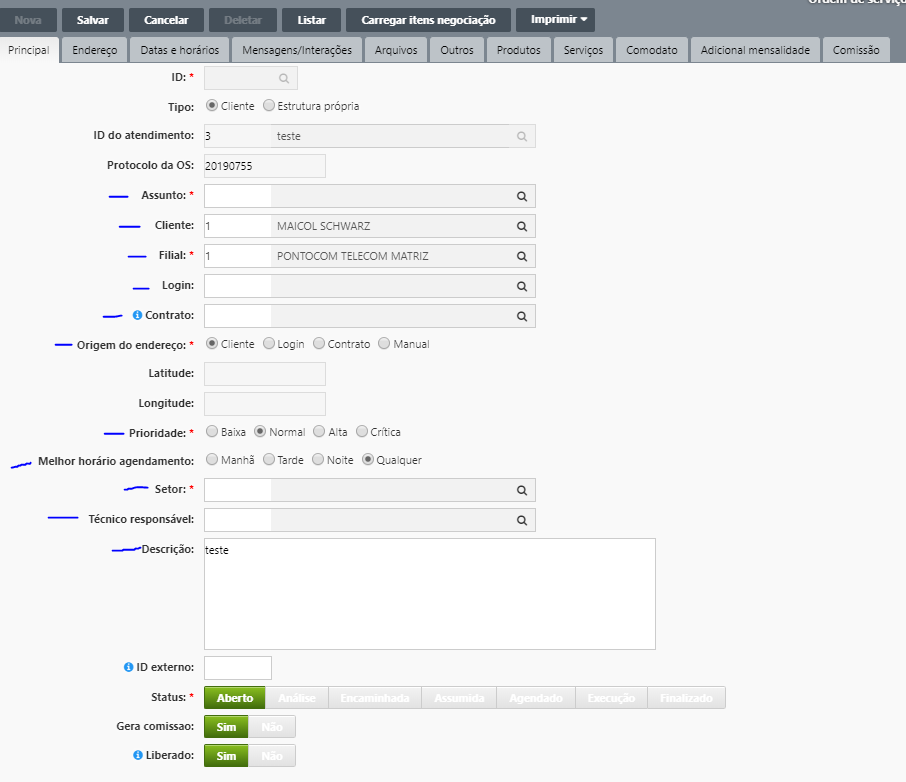 Ordem de serviço
Nova Salvar Cancelar Deletar Listar Carregar itens negociação Imprimir
Principal Endereço Datas e horários Mensagens/Interações Arquivos Outros Produtos Serviços Comodato Adicional mensalidade Comissão
ID: *
Tipo: Cliente Estrutura própria
ID do atendimento: 3 teste
Protocolo da OS: 20190755
Assunto: *
Cliente: 1 MAICOL SCHWARZ
Filial: * 1 PONTOCOM TELECOM MATRIZ
Login:
Contrato:
Origem do endereço: * Cliente Login Contrato Manual
Latitude:
Longitude:
Prioridade: * Baixa Normal Alta Crítica
Melhor horário agendamento: Manhã Tarde Noite Qualquer
Setor: *
Técnico responsável:
Descrição: teste
ID externo:
Status: * Aberto Análise Encaminhada Assumida Agendado Execução Finalizado
Gera comissao: Sim Não
Liberado: Sim Não